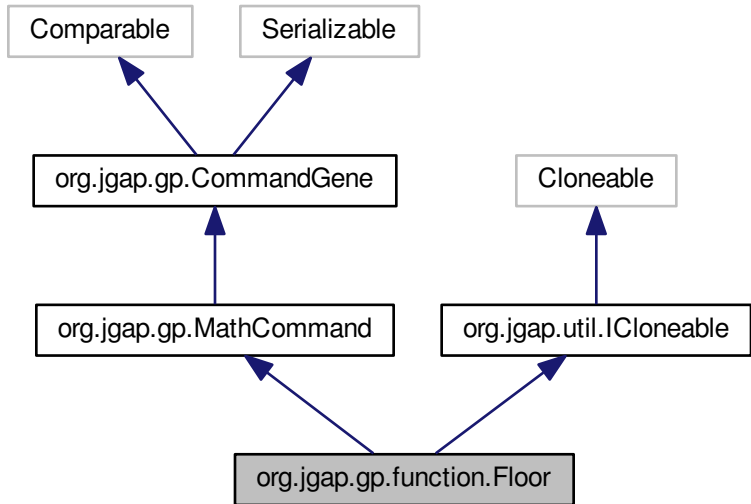 Comparable
Serializable
org.jgap.gp.CommandGene
Cloneable
org.jgap.gp.MathCommand
org.jgap.util.ICloneable
org.jgap.gp.function.Floor